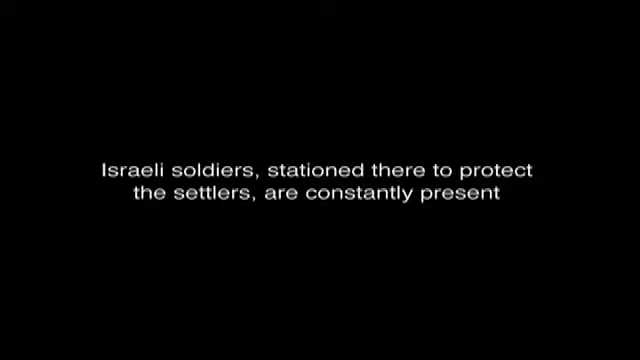 Israeli soldiers, stationed there to protect
the settlers, are constantly present